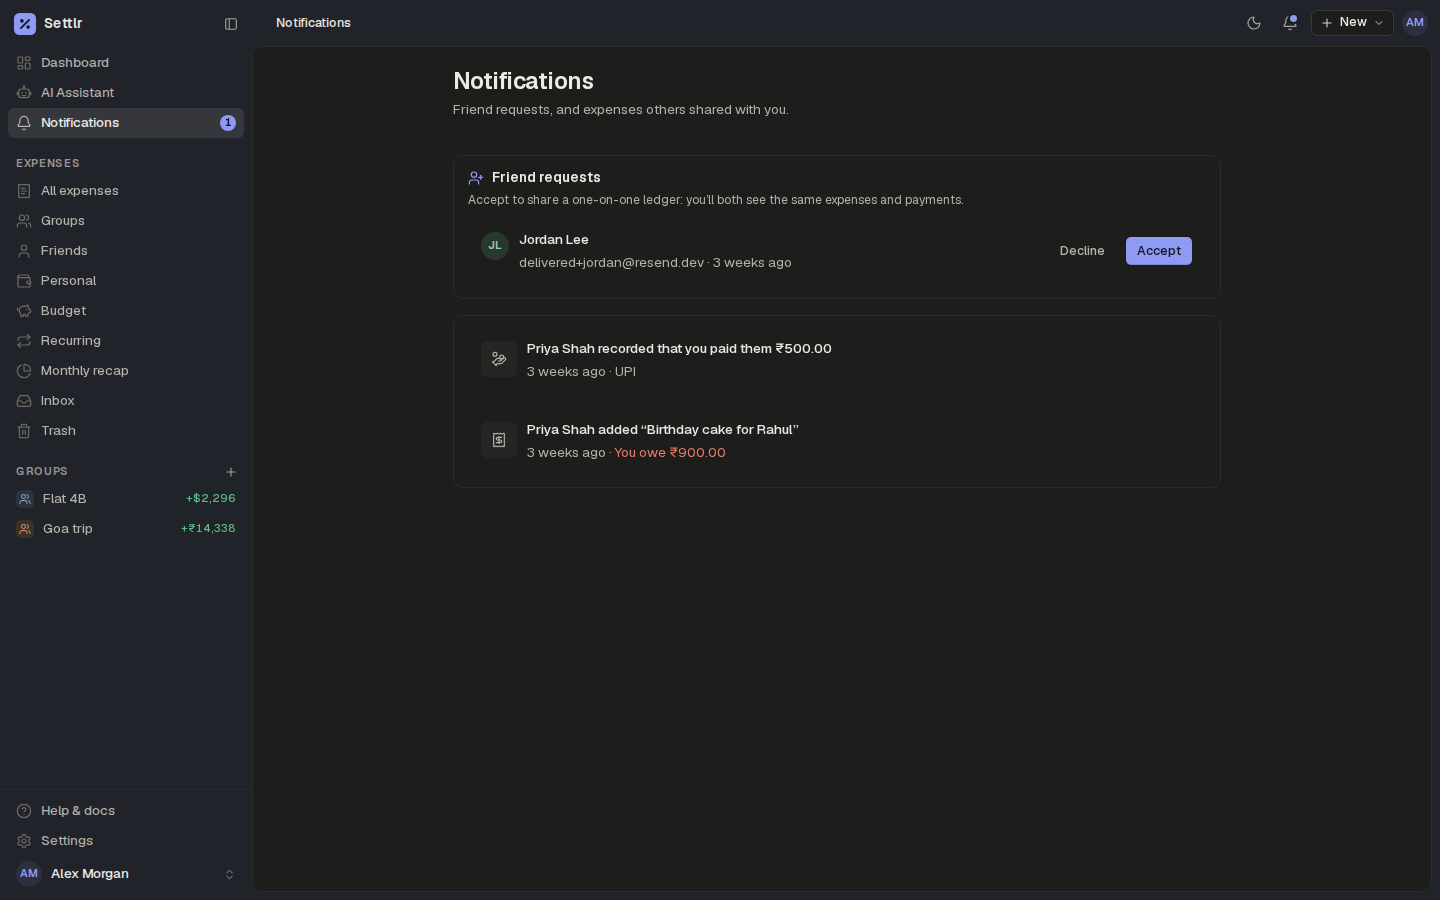 Settlr
Notifications
New
AM
Dashboard
AI Assistant
Notifications
1
EXPENSES
All expenses
Groups
Friends
Personal
Budget
Recurring
Monthly recap
Inbox
Trash
GROUPS
Flat 4B
+$2,296
Goa trip
+₹14,338
Help & docs
Settings
AM
Alex Morgan
Notifications
Friend requests, and expenses others shared with you.
Friend requests
Accept to share a one-on-one ledger: you'll both see the same expenses and payments.
JL
Jordan Lee
delivered+jordan@resend.dev · 3 weeks ago
Decline
Accept
Priya Shah recorded that you paid them ₹500.00
3 weeks ago · UPI
Priya Shah added “Birthday cake for Rahul”
3 weeks ago · You owe ₹900.00